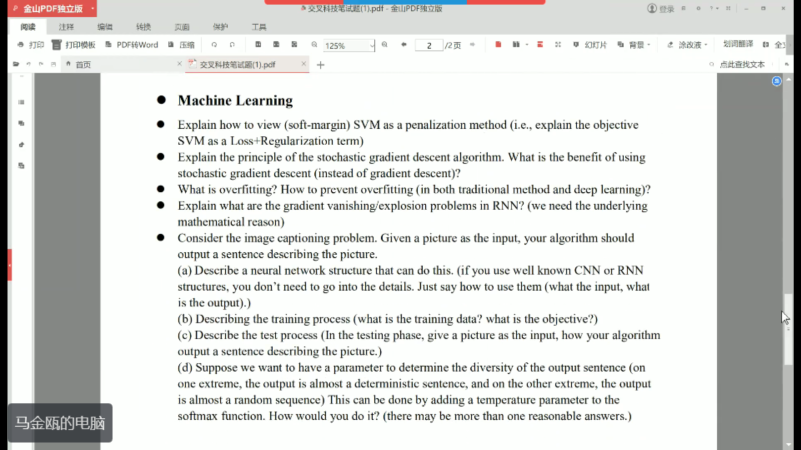 金山PDF独立版
交叉科技笔试题(1).pdf - 金山PDF独立版
登录
阅读 注释 编辑 转换 页面 保护 工具
打印 打印模板 PDF转Word 压缩 125% 2 /2页 幻灯片 背景 涂改液 划词翻译
首页 交叉科技笔试题(1).pdf 点此查找文本
Machine Learning
Explain how to view (soft-margin) SVM as a penalization method (i.e., explain the objective
SVM as a Loss+Regularization term)
Explain the principle of the stochastic gradient descent algorithm. What is the benefit of using
stochastic gradient descent (instead of gradient descent)?
What is overfitting? How to prevent overfitting (in both traditional method and deep learning)?
Explain what are the gradient vanishing/explosion problems in RNN? (we need the underlying
mathematical reason)
Consider the image captioning problem. Given a picture as the input, your algorithm should
output a sentence describing the picture.
(a) Describe a neural network structure that can do this. (if you use well known CNN or RNN
structures, you don't need to go into the details. Just say how to use them (what the input, what
is the output).)
(b) Describing the training process (what is the training data? what is the objective?)
(c) Describe the test process (In the testing phase, give a picture as the input, how your algorithm
output a sentence describing the picture.)
(d) Suppose we want to have a parameter to determine the diversity of the output sentence (on
one extreme, the output is almost a deterministic sentence, and on the other extreme, the output
is almost a random sequence) This can be done by adding a temperature parameter to the
softmax function. How would you do it? (there may be more than one reasonable answers.)
马金瓯的电脑